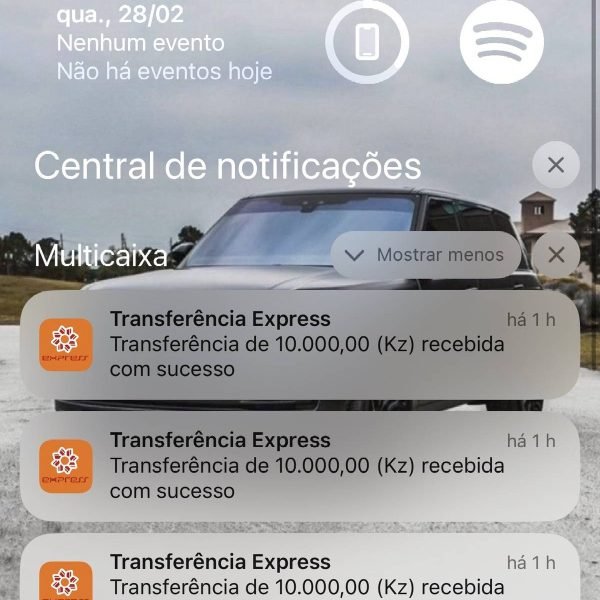 qua., 28/02
Nenhum evento
Não há eventos hoje
Central de notificações
Multicaixa
Mostrar menos
Transferência Express
há 1 h
Transferência de 10.000,00 (Kz) recebida
com sucesso
EXPRESS
Transferência Express
há 1 h
Transferência de 10.000,00 (Kz) recebida
com sucesso
EXPRESS
Transferência Express
há 1 h
Transferência de 10.000,00 (Kz) recebida